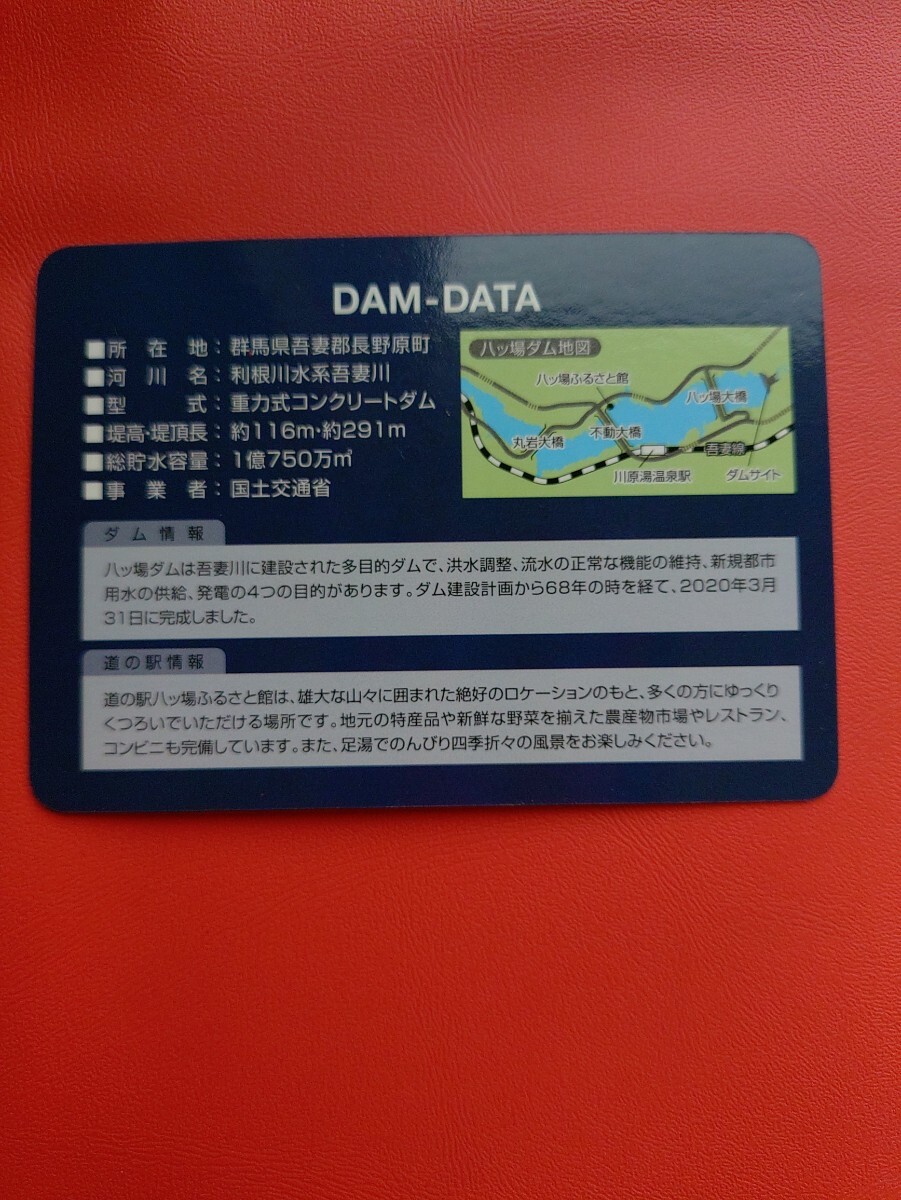 DAM-DATA
■所在地：群馬県吾妻郡長野原町
■河川名：利根川水系吾妻川
■型式：重力式コンクリートダム
■堤高・堤頂長：約116m・約291m
■総貯水容量：1億750万㎥
■事業者：国土交通省
八ッ場ダム地図
八ッ場ふるさと館
八ッ場大橋
丸岩大橋
不動大橋
吾妻線
川原湯温泉駅
ダムサイト
ダム情報
八ッ場ダムは吾妻川に建設された多目的ダムで、洪水調整、流水の正常な機能の維持、新規都市
用水の供給、発電の4つの目的があります。ダム建設計画から68年の時を経て、2020年3月
31日に完成しました。
道の駅情報
道の駅八ッ場ふるさと館は、雄大な山々に囲まれた絶好のロケーションのもと、多くの方にゆっくり
くつろいでいただける場所です。地元の特産品や新鮮な野菜を揃えた農産物市場やレストラン、
コンビニも完備しています。また、足湯でのんびり四季折々の風景をお楽しみください。